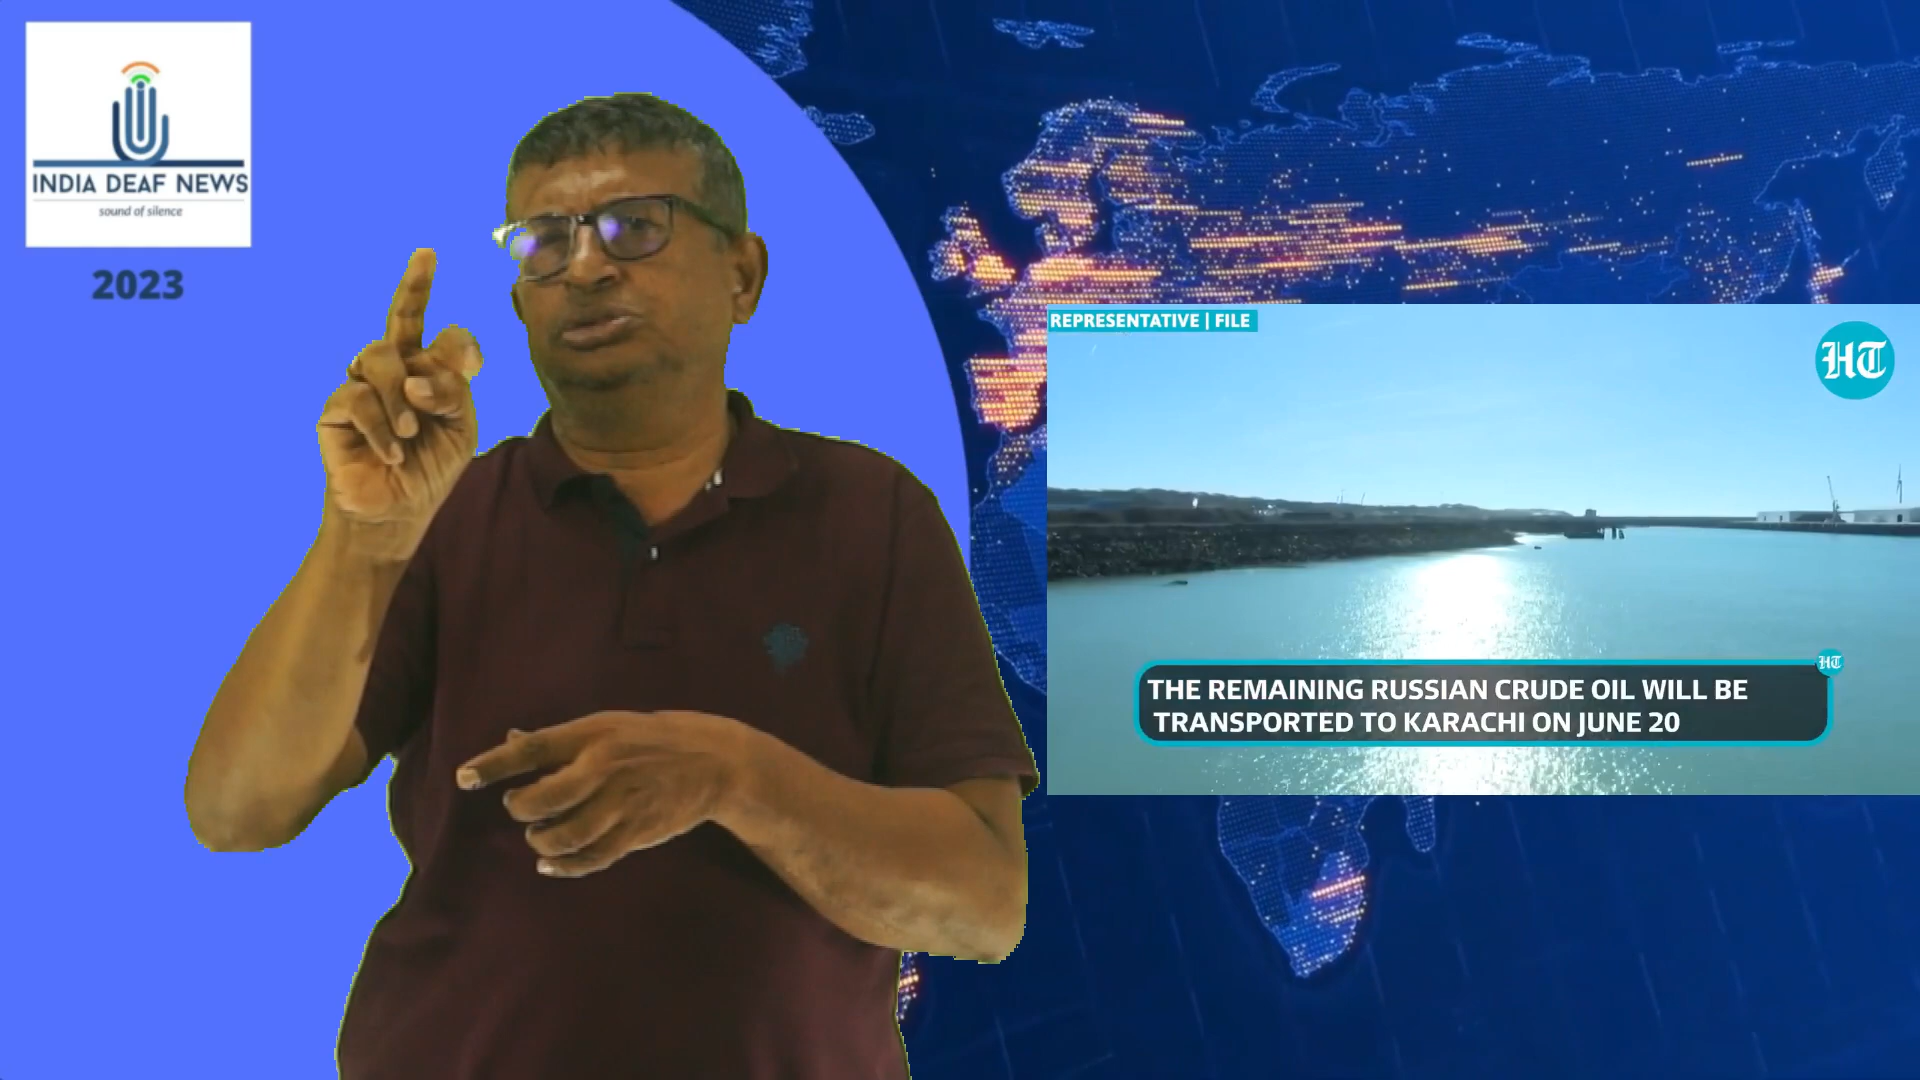 INDIA DEAF NEWS
sound of silence
2023
REPRESENTATIVE | FILE
HT
HT
THE REMAINING RUSSIAN CRUDE OIL WILL BE
TRANSPORTED TO KARACHI ON JUNE 20